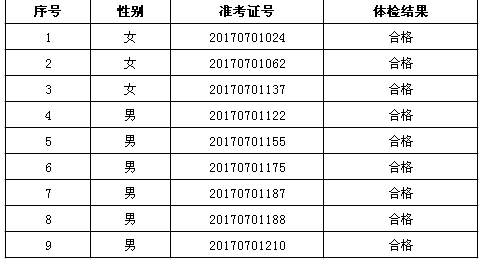 序号 性别 准考证号 体检结果
1 女 20170701024 合格
2 女 20170701062 合格
3 女 20170701137 合格
4 男 20170701122 合格
5 男 20170701155 合格
6 男 20170701175 合格
7 男 20170701187 合格
8 男 20170701188 合格
9 男 20170701210 合格